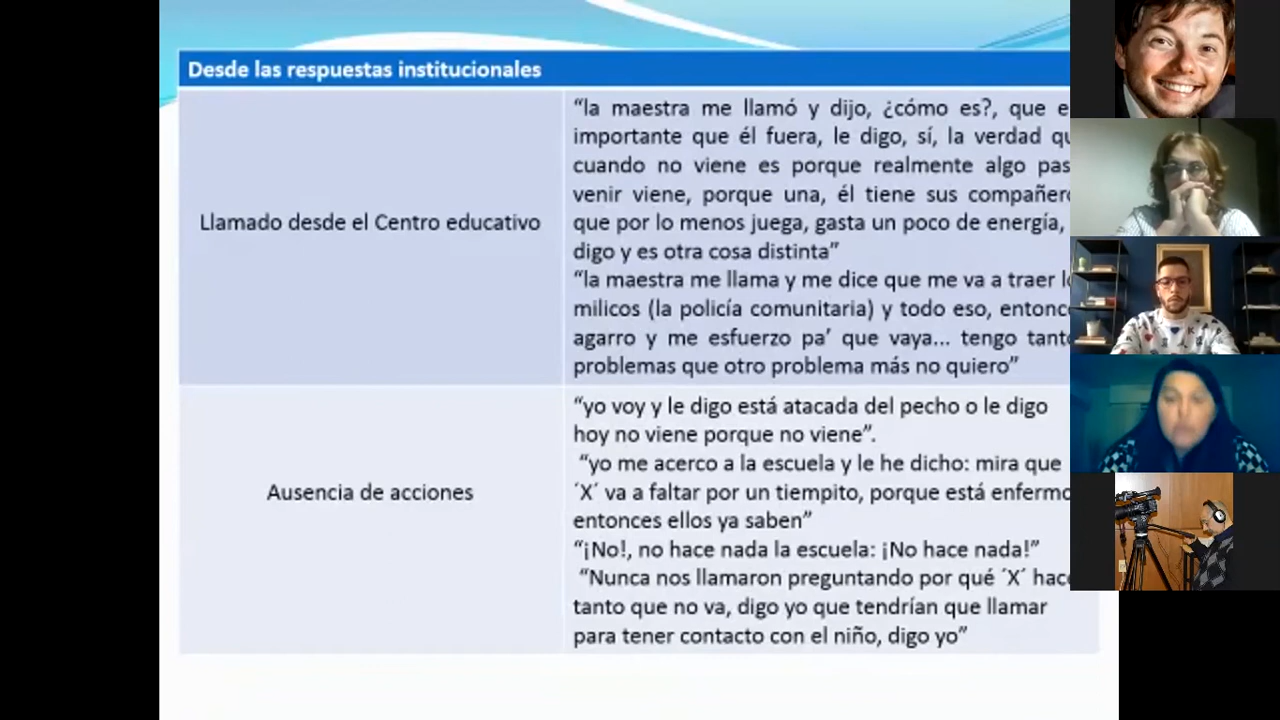 Desde las respuestas institucionales
Llamado desde el Centro educativo
“la maestra me llamó y dijo, ¿cómo es?, que
importante que él fuera, le digo, sí, la verdad
cuando no viene es porque realmente algo
venir viene, porque una, él tiene sus
que por lo menos juega, gasta un poco de energía,
digo y es otra cosa distinta”
“la maestra me llama y me dice que me va a traer
milicos (la policía comunitaria) y todo eso,
agarro y me esfuerzo pa’ que vaya... tengo
problemas que otro problema más no quiero”
Ausencia de acciones
“yo voy y le digo está atacada del pecho o le digo
hoy no viene porque no viene”.
“yo me acerco a la escuela y le he dicho: mira que
´X´ va a faltar por un tiempito, porque está
entonces ellos ya saben”
“¡No!, no hace nada la escuela: ¡No hace nada!”
“Nunca nos llamaron preguntando por qué ´X´
tanto que no va, digo yo que tendrían que llamar
para tener contacto con el niño, digo yo”